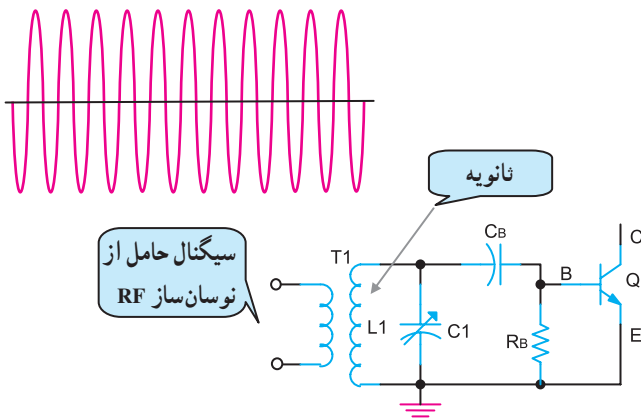 ثانویه
سیگنال حامل از
نوسان‌ساز RF
T1
L1
C1
CB
B
RB
C
Q
E